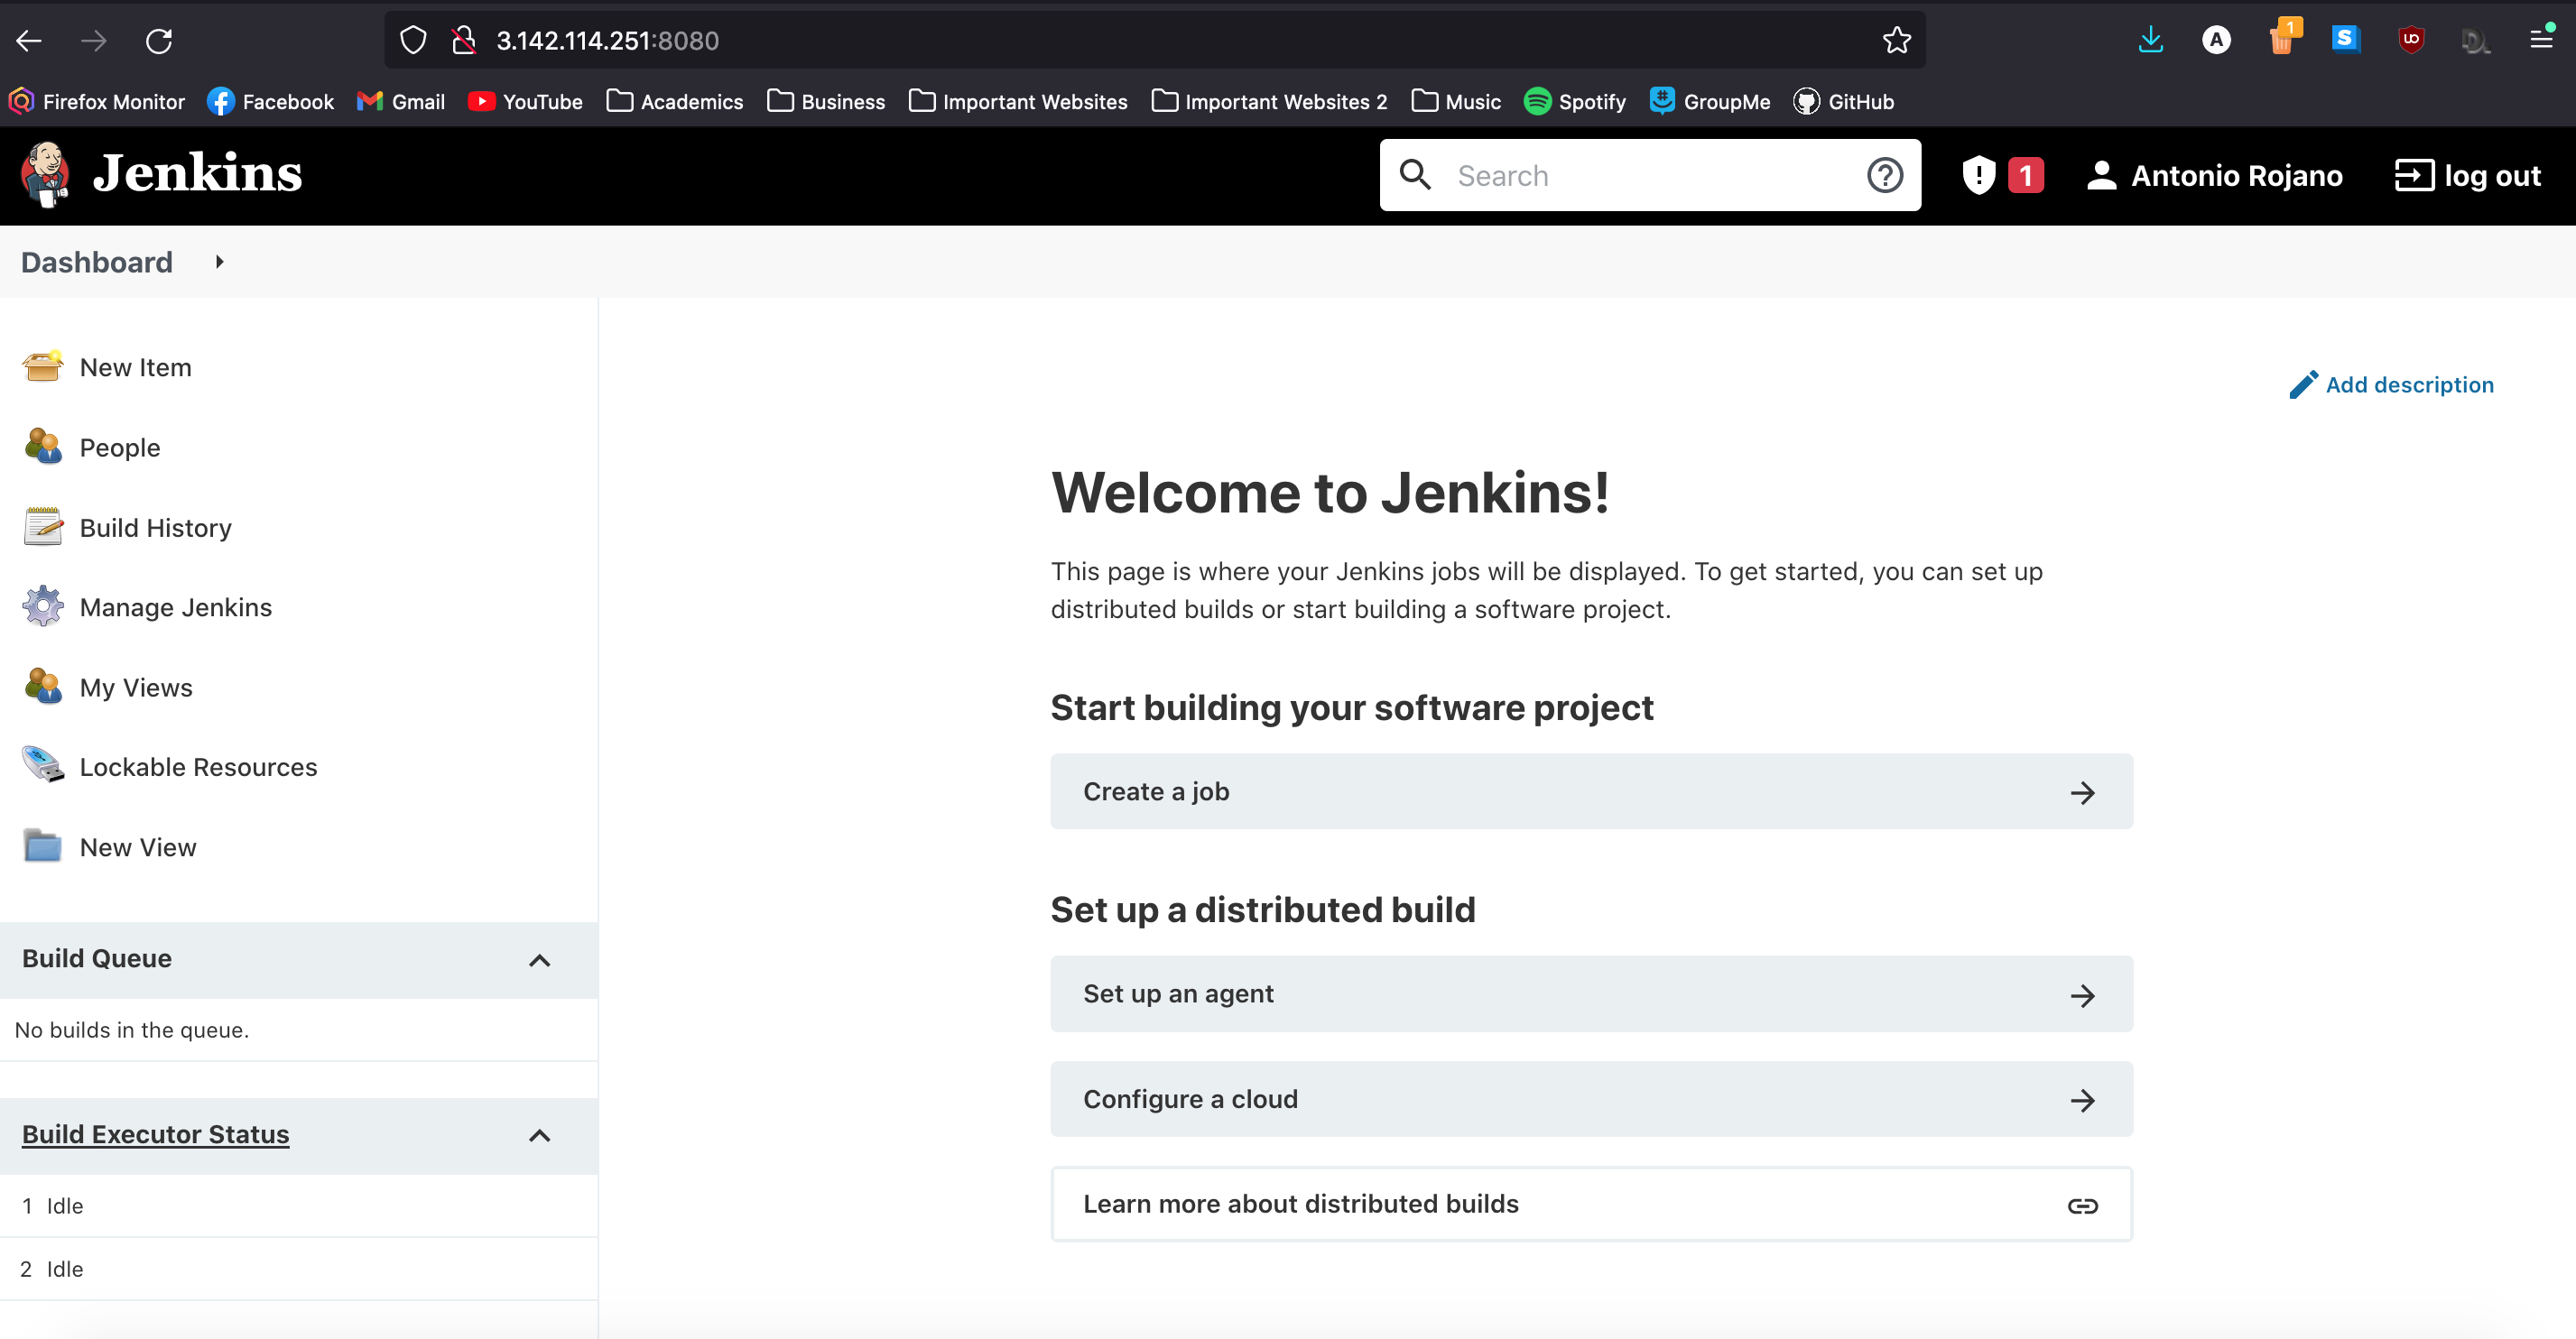 3.142.114.251:8080
1
A
S
Firefox Monitor Facebook Gmail YouTube Academics Business Important Websites Important Websites 2 Music Spotify GroupMe GitHub
Jenkins Search 1 Antonio Rojano log out
Dashboard
New Item
Add description
People
Build History
Manage Jenkins
My Views
Lockable Resources
New View
Welcome to Jenkins!
This page is where your Jenkins jobs will be displayed. To get started, you can set up
distributed builds or start building a software project.
Start building your software project
Create a job
Set up a distributed build
Set up an agent
Configure a cloud
Learn more about distributed builds
Build Queue
No builds in the queue.
Build Executor Status
1 Idle
2 Idle